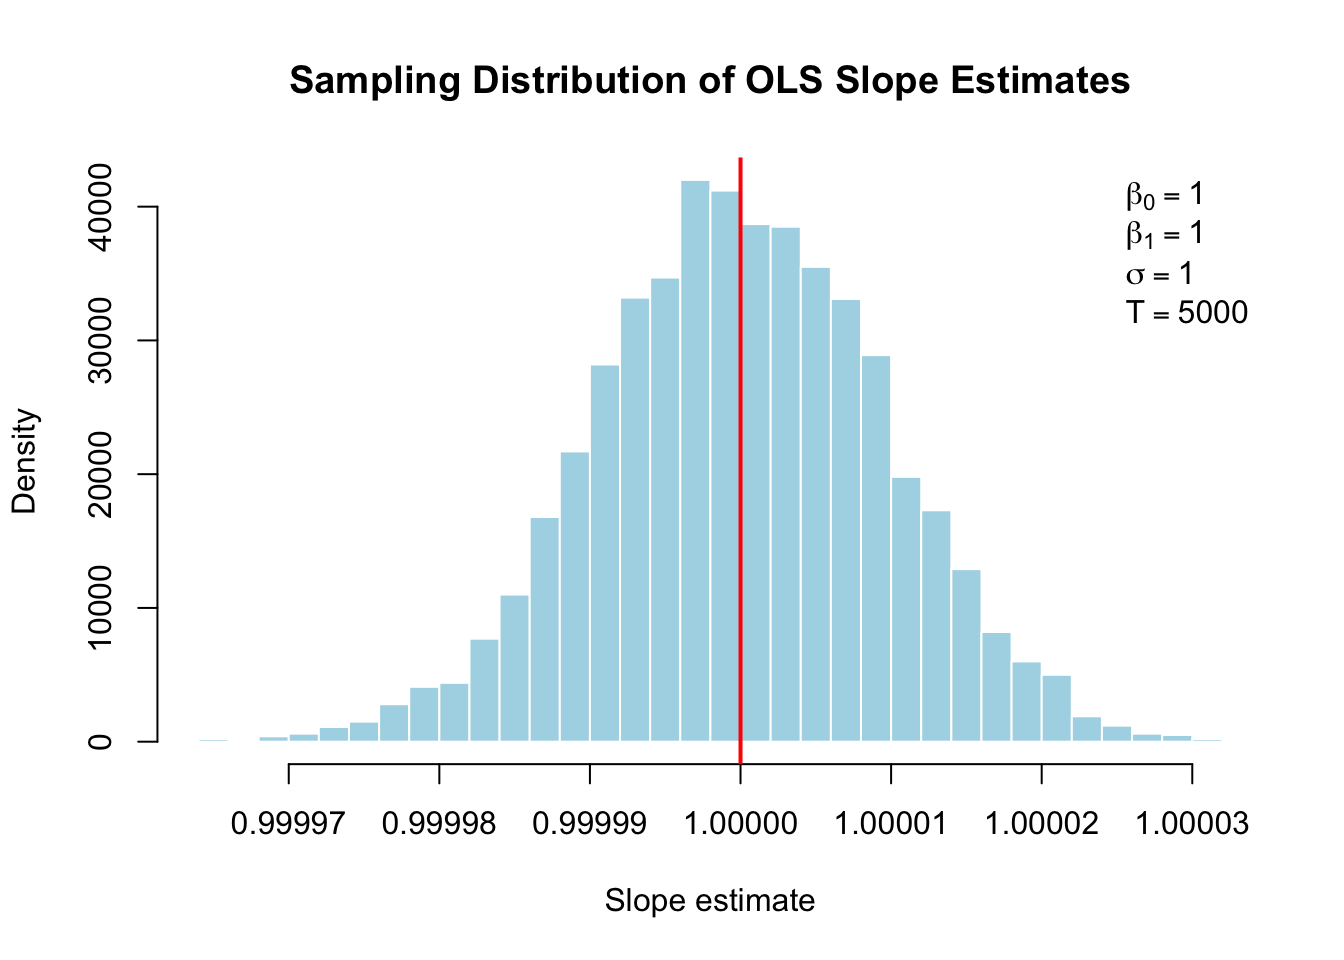 Sampling Distribution of OLS Slope Estimates
β₀ = 1
β₁ = 1
σ = 1
T = 5000
Density
40000
30000
20000
10000
0
0.99997 0.99998 0.99999 1.00000 1.00001 1.00002 1.00003
Slope estimate